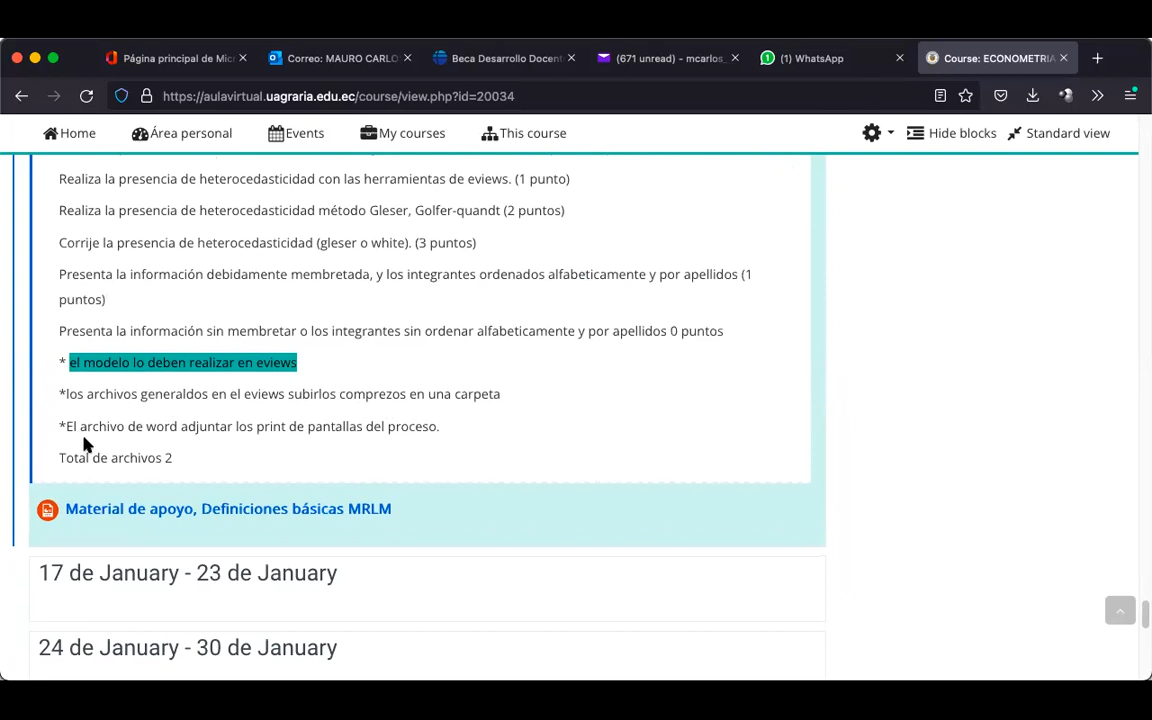 Página principal de Mic
Correo: MAURO CARLO
Beca Desarrollo Docent
(671 unread) - mcarlos_
(1) WhatsApp
Course: ECONOMETRIA
https://aulavirtual.uagraria.edu.ec/course/view.php?id=20034
Home
Área personal
Events
My courses
This course
Hide blocks
Standard view
Realiza la presencia de heterocedasticidad con las herramientas de eviews. (1 punto)
Realiza la presencia de heterocedasticidad método Gleser, Golfer-quandt (2 puntos)
Corrije la presencia de heterocedasticidad (gleser o white). (3 puntos)
Presenta la información debidamente membretada, y los integrantes ordenados alfabeticamente y por apellidos (1
puntos)
Presenta la información sin membretar o los integrantes sin ordenar alfabeticamente y por apellidos 0 puntos
* el modelo lo deben realizar en eviews
*los archivos generaldos en el eviews subirlos comprezos en una carpeta
*El archivo de word adjuntar los print de pantallas del proceso.
Total de archivos 2
Material de apoyo, Definiciones básicas MRLM
17 de January - 23 de January
24 de January - 30 de January